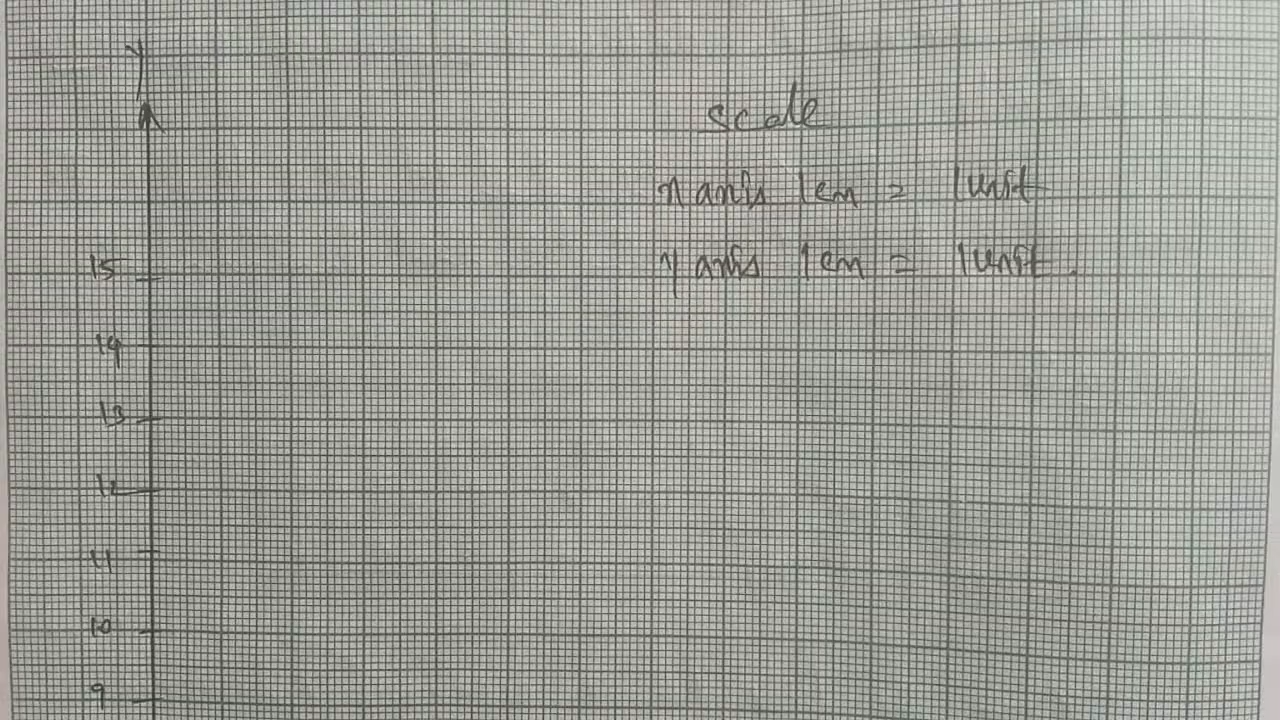 y
scale
x axis 1cm = 1unit
y axis 1cm = 1unit.
15
14
13
12
11
10
9